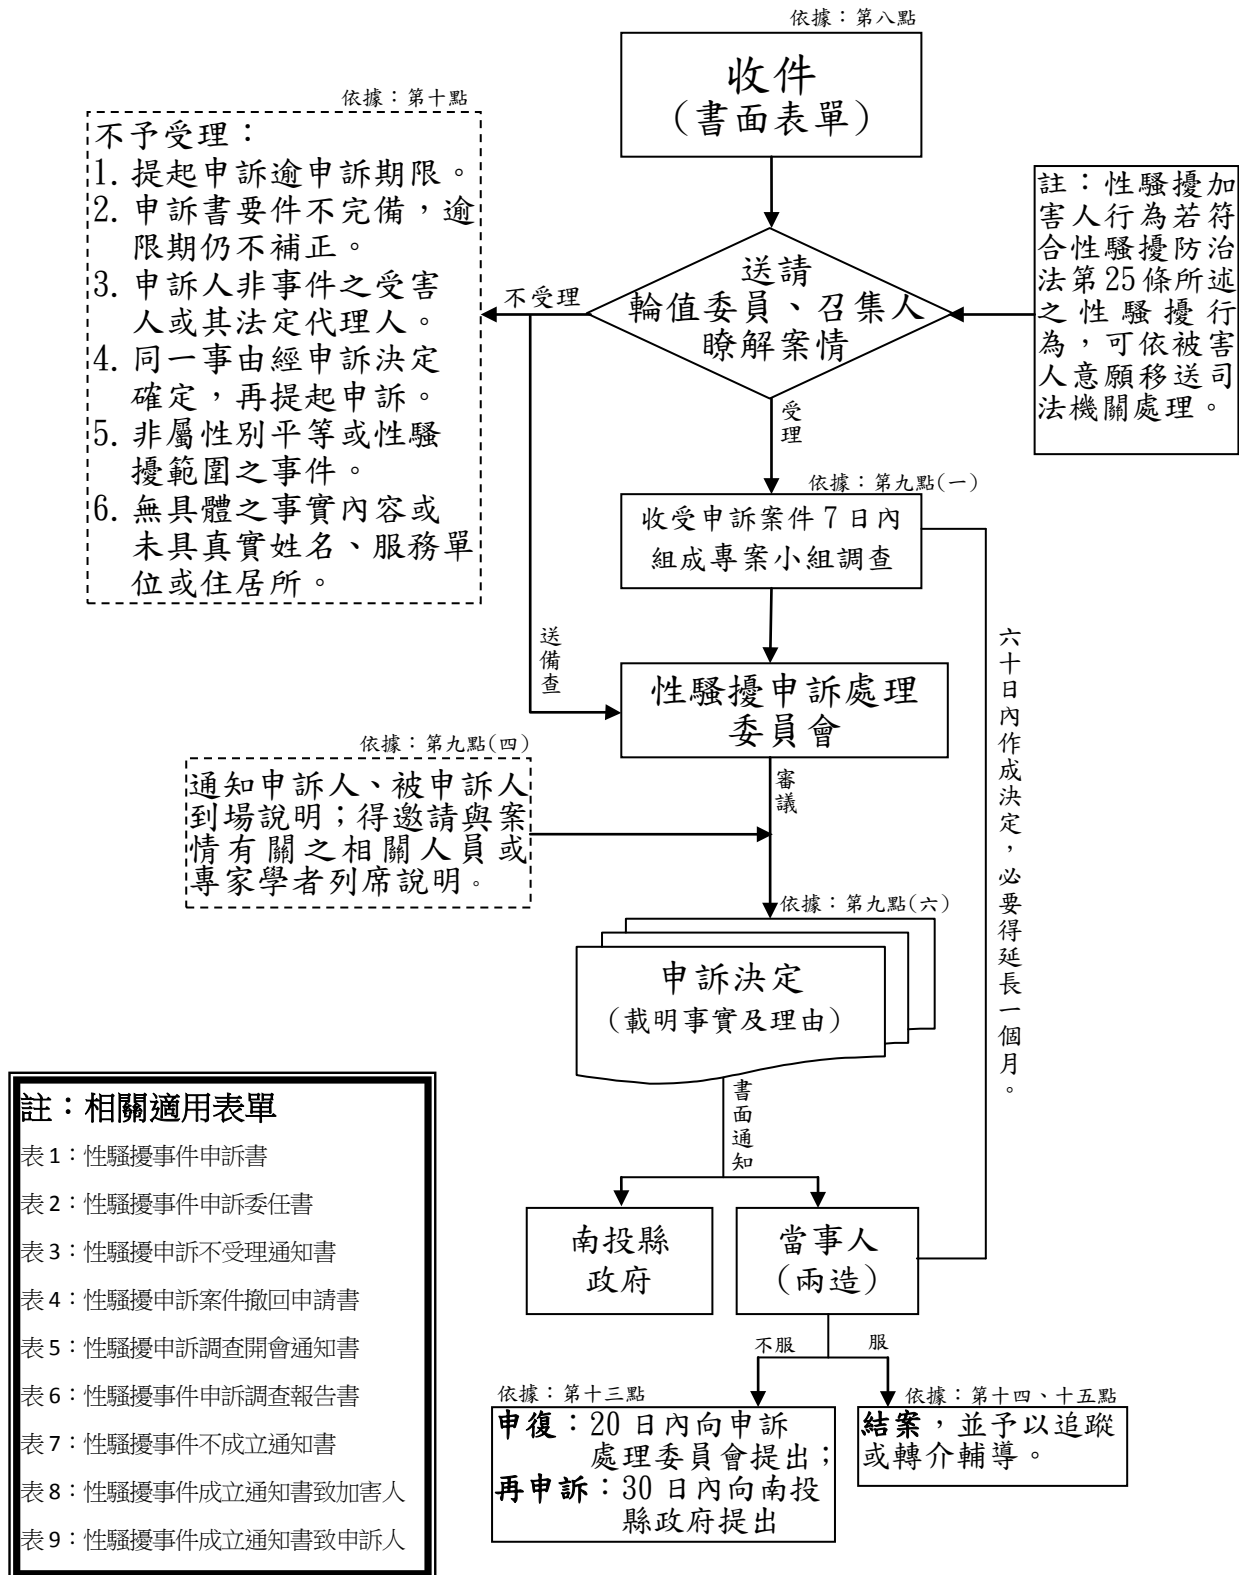 依據：第八點
收件
(書面表單)
依據：第十點
不予受理：
1. 提起申訴逾申訴期限。
2. 申訴書要件不完備，逾
限期仍不補正。
3. 申訴人非事件之受害
人或其法定代理人。
4. 同一事由經申訴決定
確定，再提起申訴。
5. 非屬性別平等或性騷
擾範圍之事件。
6. 無具體之事實內容或
未具真實姓名、服務單
位或住居所。
註：性騷擾加
害人行為若符
合性騷擾防治
法第25條所述
之性騷擾行
為，可依被害
人意願移送司
法機關處理。
送請
輪值委員、召集人
瞭解案情
不受理
受理
依據：第九點(一)
收受申訴案件7日內
組成專案小組調查
送備查
性騷擾申訴處理
委員會
六十日內作成決定，必要得延長一個月。
依據：第九點(四)
通知申訴人、被申訴人
到場說明；得邀請與案
情有關之相關人員或
專家學者列席說明。
審議
依據：第九點(六)
申訴決定
(載明事實及理由)
書面通知
南投縣
政府
當事人
(兩造)
不服
服
依據：第十三點
申復：20日內向申訴
處理委員會提出；
再申訴：30日內向南投
縣政府提出
依據：第十四、十五點
結案，並予以追蹤
或轉介輔導。
註：相關適用表單
表1：性騷擾事件申訴書
表2：性騷擾事件申訴委任書
表3：性騷擾申訴不受理通知書
表4：性騷擾申訴案件撤回申請書
表5：性騷擾申訴調查開會通知書
表6：性騷擾事件申訴調查報告書
表7：性騷擾事件不成立通知書
表8：性騷擾事件成立通知書致加害人
表9：性騷擾事件成立通知書致申訴人